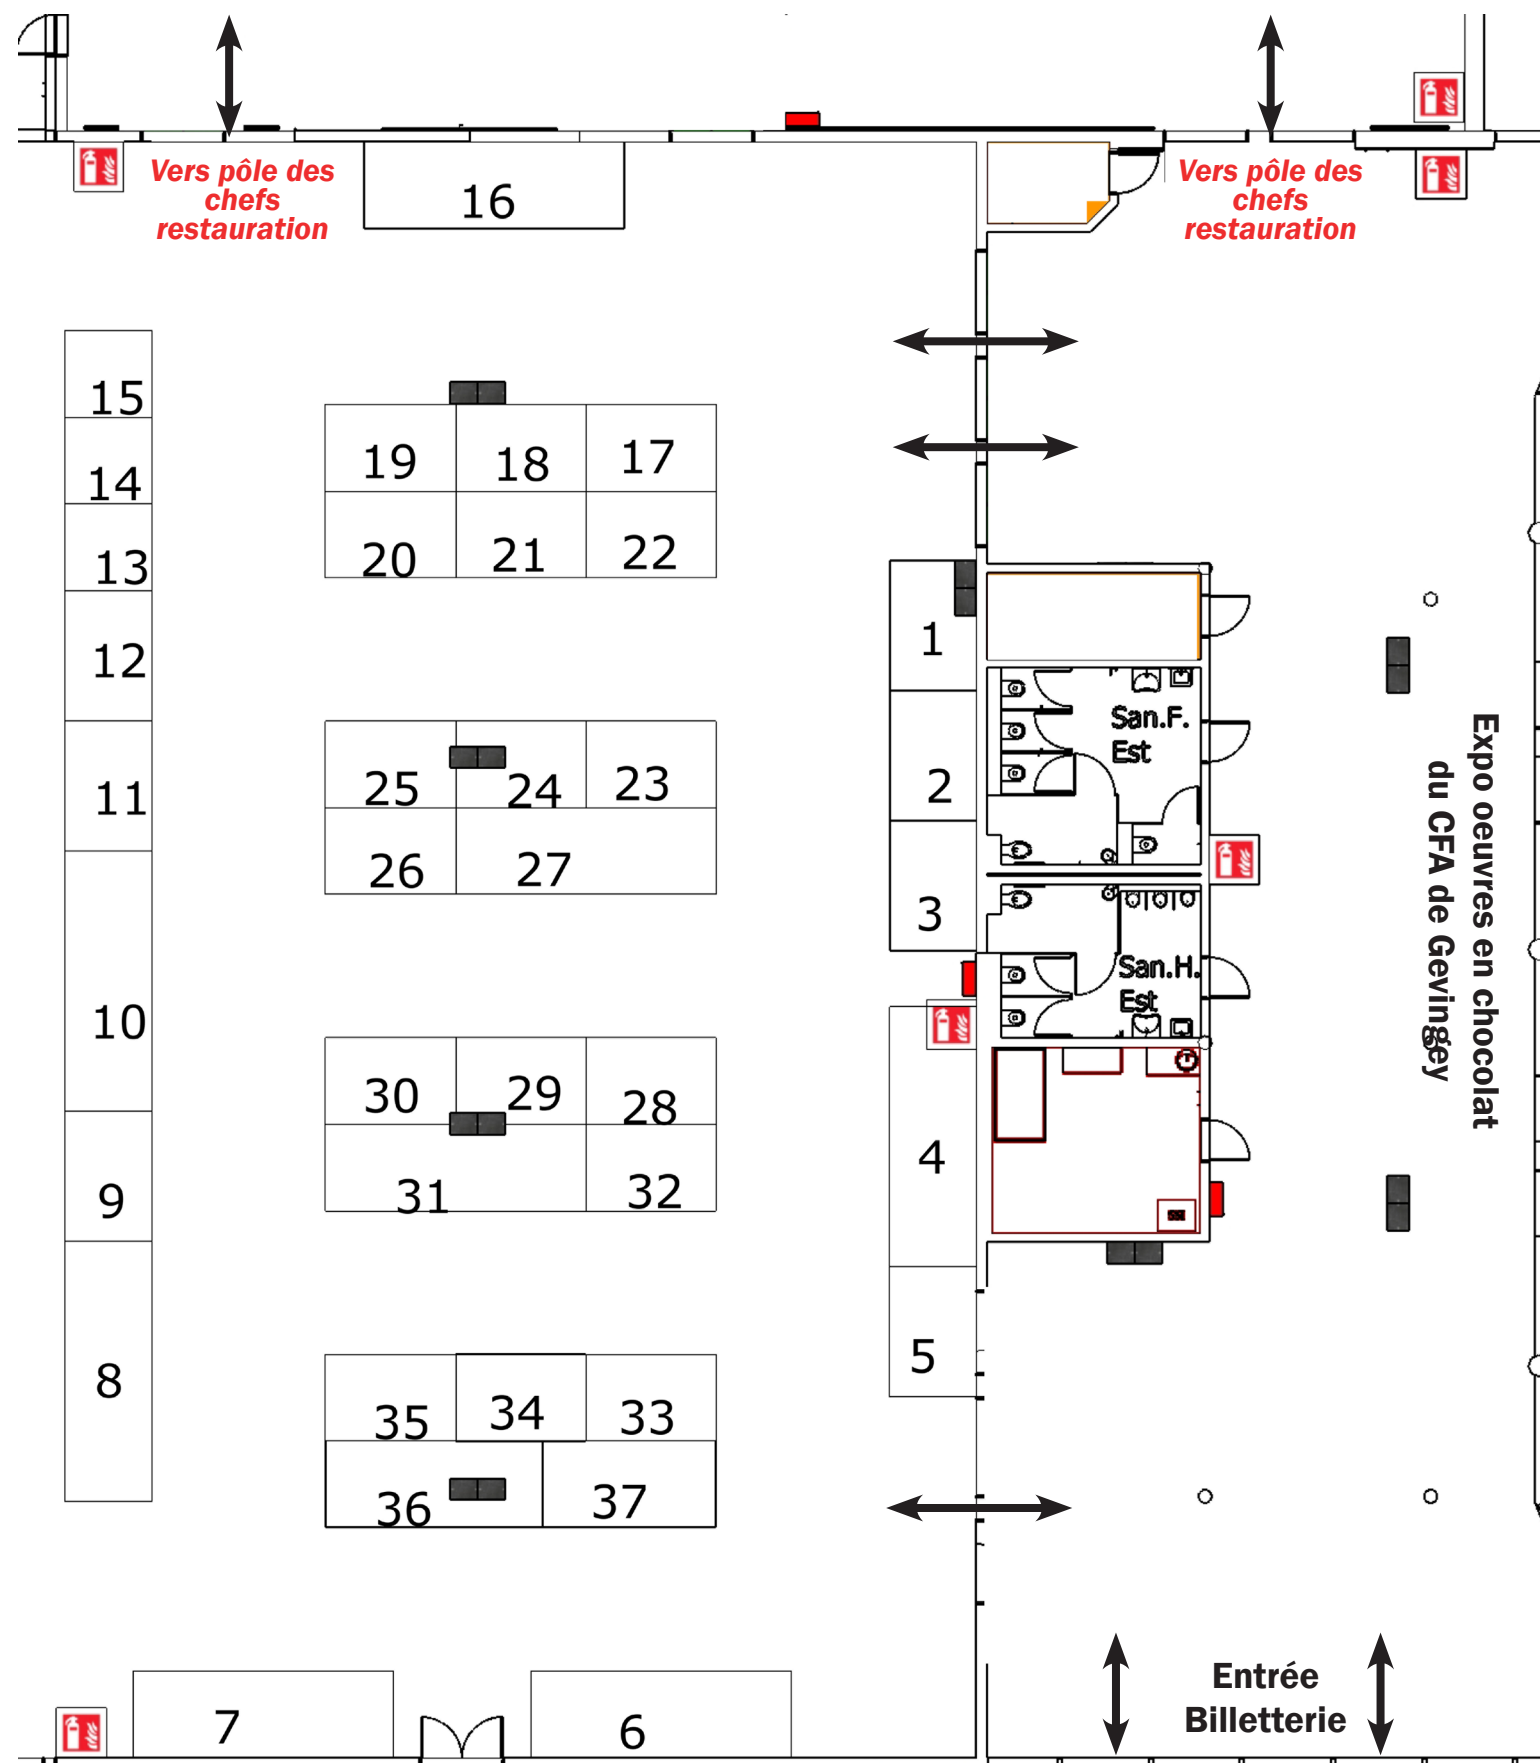 Vers pôle des
chefs
restauration
16
Vers pôle des
chefs
restauration
15
14
13
12
11
10
9
8
19
18
17
20
21
22
25
24
23
26
27
30
29
28
31
32
35
34
33
36
37
7
6
1
2
3
4
5
San.F.
Est
San.H.
Est
SSI
Expo oeuvres en chocolat
du CFA de Gevingey
Entrée
Billetterie